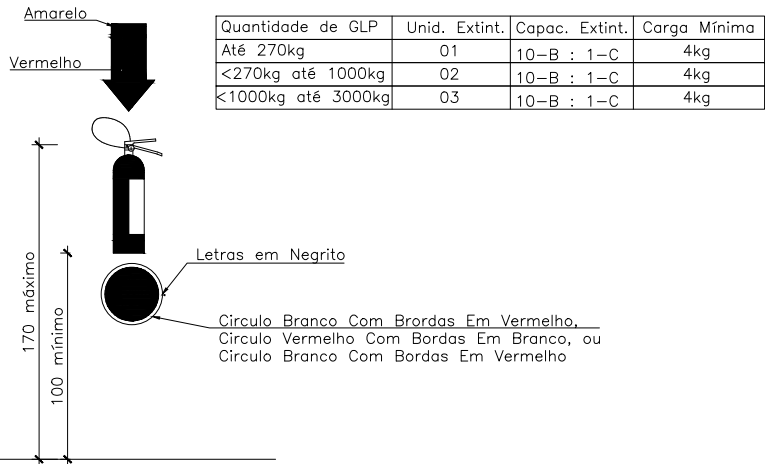 Amarelo
Vermelho
Quantidade de GLP Unid. Extint. Capac. Extint. Carga Mínima
Até 270kg 01 10-B : 1-C 4kg
<270kg até 1000kg 02 10-B : 1-C 4kg
<1000kg até 3000kg 03 10-B : 1-C 4kg
170 máximo
100 mínimo
Letras em Negrito
Circulo Branco Com Brordas Em Vermelho,
Circulo Vermelho Com Bordas Em Branco, ou
Circulo Branco Com Bordas Em Vermelho